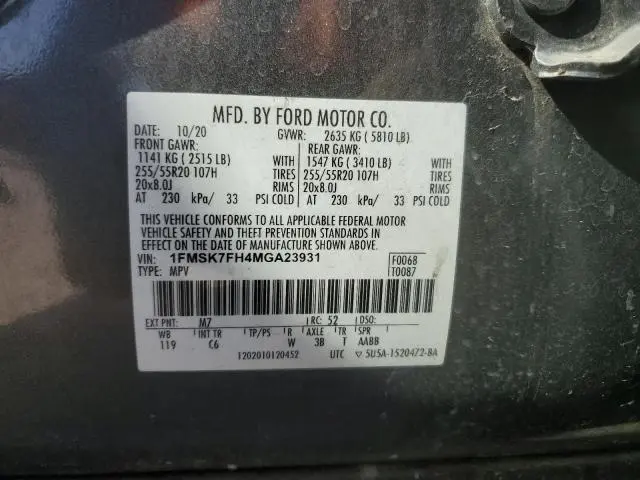 MFD. BY FORD MOTOR CO.
DATE: 10/20 GVWR: 2635 KG ( 5810 LB)
FRONT GAWR: REAR GAWR:
1141 KG ( 2515 LB) WITH 1547 KG ( 3410 LB) WITH
255/55R20 107H TIRES 255/55R20 107H TIRES
20x8.0J RIMS 20x8.0J RIMS
AT 230 kPa/ 33 PSI COLD AT 230 kPa/ 33 PSI COLD
THIS VEHICLE CONFORMS TO ALL APPLICABLE FEDERAL MOTOR
VEHICLE SAFETY AND THEFT PREVENTION STANDARDS IN
EFFECT ON THE DATE OF MANUFACTURE SHOWN ABOVE.
VIN: 1FMSK7FH4MGA23931 F0068
TYPE: MPV T0087
EXT PNT: M7 RC: 52 DSO:
WB INT TR TP/PS R AXLE TR SPR
119 C6 W 3B T AABB
1202010120452 UTC ▽ 5U5A-1520472-BA